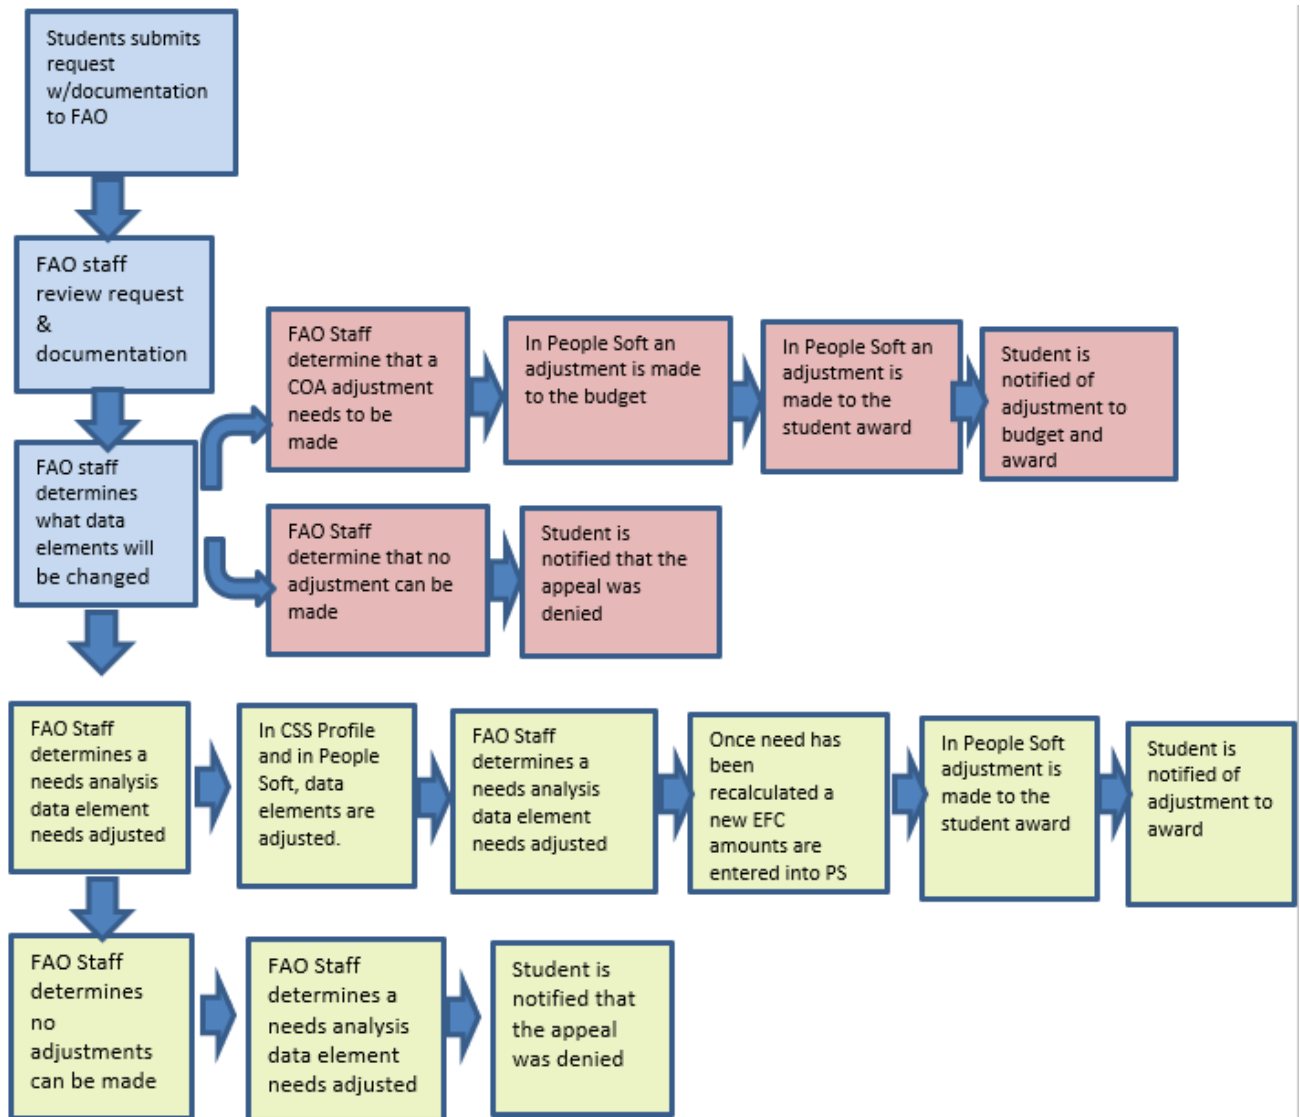 Students submits
request
w/documentation
to FAO
FAO staff
review request
&
documentation
FAO staff
determines
what data
elements will
be changed
FAO Staff
determine that a
COA adjustment
needs to be
made
In People Soft an
adjustment is made
to the budget
In People Soft an
adjustment is
made to the
student award
Student is
notified of
adjustment to
budget and
award
FAO Staff
determine that no
adjustment can be
made
Student is
notified that the
appeal was
denied
FAO Staff
determines a
needs analysis
data element
needs adjusted
In CSS Profile
and in People
Soft, data
elements are
adjusted.
FAO Staff
determines a
needs analysis
data element
needs adjusted
Once need has
been
recalculated a
new EFC
amounts are
entered into PS
In People Soft
adjustment is
made to the
student award
Student is
notified of
adjustment to
award
FAO Staff
determines
no
adjustments
can be made
FAO Staff
determines a
needs analysis
data element
needs adjusted
Student is
notified that
the appeal
was denied